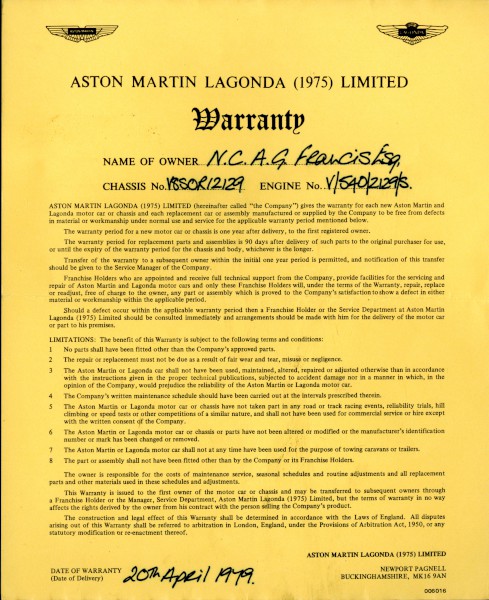 ASTON MARTIN
LAGONDA
ASTON MARTIN LAGONDA (1975) LIMITED
Warranty
NAME OF OWNER N.C.A.G Francis Esq.
CHASSIS No. V8SOR12129 ENGINE No. V/540/2129/S.
ASTON MARTIN LAGONDA (1975) LIMITED (hereinafter called "the Company") gives the warranty for each new Aston Martin and
Lagonda motor car or chassis and each replacement car or assembly manufactured or supplied by the Company to be free from defects
in material or workmanship under normal use and service for the applicable warranty period mentioned below.
The warranty period for a new motor car or chassis is one year after delivery, to the first registered owner.
The warranty period for replacement parts and assemblies is 90 days after delivery of such parts to the original purchaser for use,
or until the expiry of the warranty period for the chassis and body, whichever is the longer.
Transfer of the warranty to a subsequent owner within the initial one year period is permitted, and notification of this transfer
should be given to the Service Manager of the Company.
Franchise Holders who are appointed and receive full technical support from the Company, provide facilities for the servicing and
repair of Aston Martin and Lagonda motor cars and only these Franchise Holders will, under the terms of the Warranty, repair, replace
or readjust, free of charge to the owner, any part or assembly which is proved to the Company's satisfaction to show a defect in either
material or workmanship within the applicable period.
Should a defect occur within the applicable warranty period then a Franchise Holder or the Service Department at Aston Martin
Lagonda (1975) Limited should be consulted immediately and arrangements should be made with him for the delivery of the motor car
or part to his premises.
LIMITATIONS: The benefit of this Warranty is subject to the following terms and conditions:
1 No parts shall have been fitted other than the Company's approved parts.
2 The repair or replacement must not be due as a result of fair wear and tear, misuse or negligence.
3 The Aston Martin or Lagonda car shall not have been used, maintained, altered, repaired or adjusted otherwise than in accordance
with the instructions given in the proper technical publications, subjected to accident damage nor in a manner in which, in the
opinion of the Company, would prejudice the reliability of the Aston Martin or Lagonda motor car.
4 The Company's written maintenance schedule should have been carried out at the intervals prescribed therein.
5 The Aston Martin or Lagonda motor car or chassis have not taken part in any road or track racing events, reliability trials, hill
climbing or speed tests or other competitions of a similar nature, and shall not have been used for commercial service or hire except
with the written consent of the Company.
6 The Aston Martin or Lagonda motor car or chassis or parts have not been altered or modified or the manufacturer's identification
number or mark has been changed or removed.
7 The Aston Martin or Lagonda motor car shall not at any time have been used for the purpose of towing caravans or trailers.
8 The part or assembly shall not have been fitted other than by the Company or its Franchise Holders.
The owner is responsible for the costs of maintenance service, seasonal schedules and routine adjustments and all replacement
parts and other materials used in these schedules and adjustments.
This Warranty is issued to the first owner of the motor car or chassis and may be transferred to subsequent owners through
a Franchise Holder or the Manager, Service Department, Aston Martin Lagonda (1975) Limited, but the terms of warranty in no way
affects the rights derived by the owner from his contract with the person selling the Company's product.
The construction and legal effect of this Warranty shall be determined in accordance with the Laws of England. All disputes
arising out of this Warranty shall be referred to arbitration in London, England, under the Provisions of Arbitration Act, 1950, or any
statutory modification or re-enactment thereof.
ASTON MARTIN LAGONDA (1975) LIMITED
DATE OF WARRANTY
(Date of Delivery)
20th April 1979.
NEWPORT PAGNELL
BUCKINGHAMSHIRE, MK16 9AN
006016